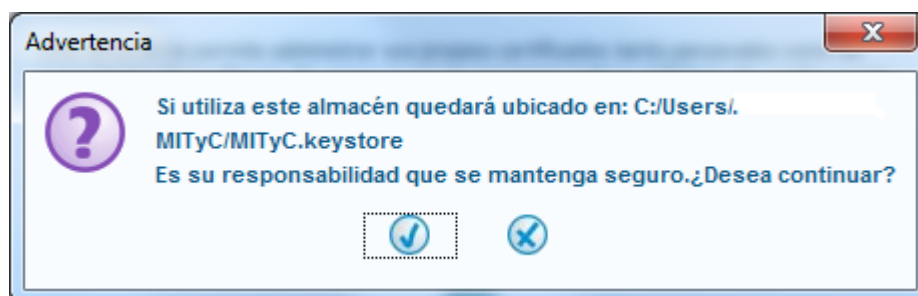 Advertencia
Si utiliza este almacén quedará ubicado en: C:/Users/.
MITyC/MITyC.keystore
Es su responsabilidad que se mantenga seguro.¿Desea continuar?